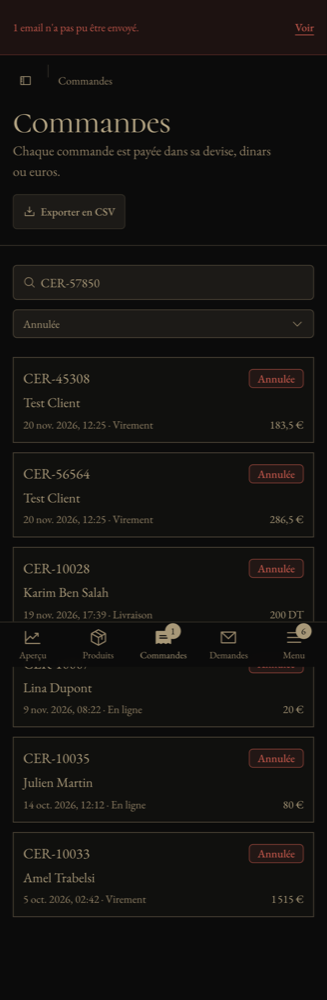 1 email n'a pas pu être envoyé.
Voir
Commandes
Commandes
Chaque commande est payée dans sa devise, dinars
ou euros.
Exporter en CSV
CER-57850
Annulée
CER-45308
Annulée
Test Client
20 nov. 2026, 12:25 · Virement
183,5 €
CER-56564
Annulée
Test Client
20 nov. 2026, 12:25 · Virement
286,5 €
CER-10028
Annulée
Karim Ben Salah
19 nov. 2026, 17:39 · Livraison
200 DT
1
6
Aperçu
Produits
Commandes
Demandes
Menu
Lina Dupont
9 nov. 2026, 08:22 · En ligne
20 €
CER-10035
Annulée
Julien Martin
14 oct. 2026, 12:12 · En ligne
80 €
CER-10033
Annulée
Amel Trabelsi
5 oct. 2026, 02:42 · Virement
1 515 €